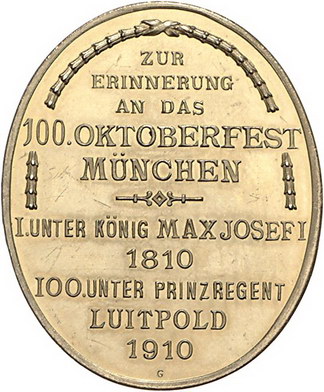 ZUR
ERINNERUNG
AN DAS
100. OKTOBERFEST
MÜNCHEN
I. UNTER KÖNIG MAX JOSEF I
1810
100. UNTER PRINZREGENT
LUITPOLD
1910
G